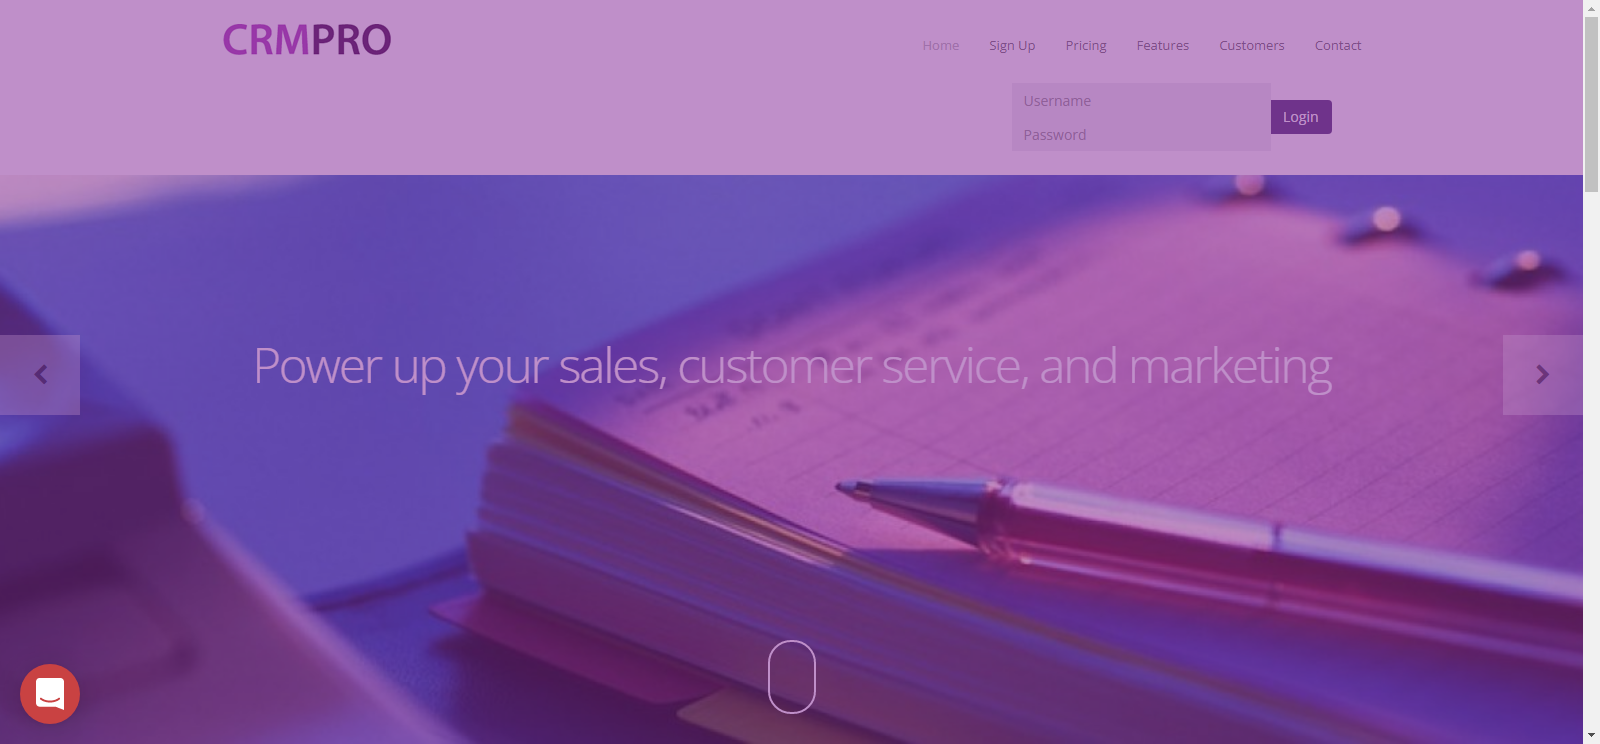 CRMPRO
Home Sign Up Pricing Features Customers Contact
Username
Login
Password
Power up your sales, customer service, and marketing